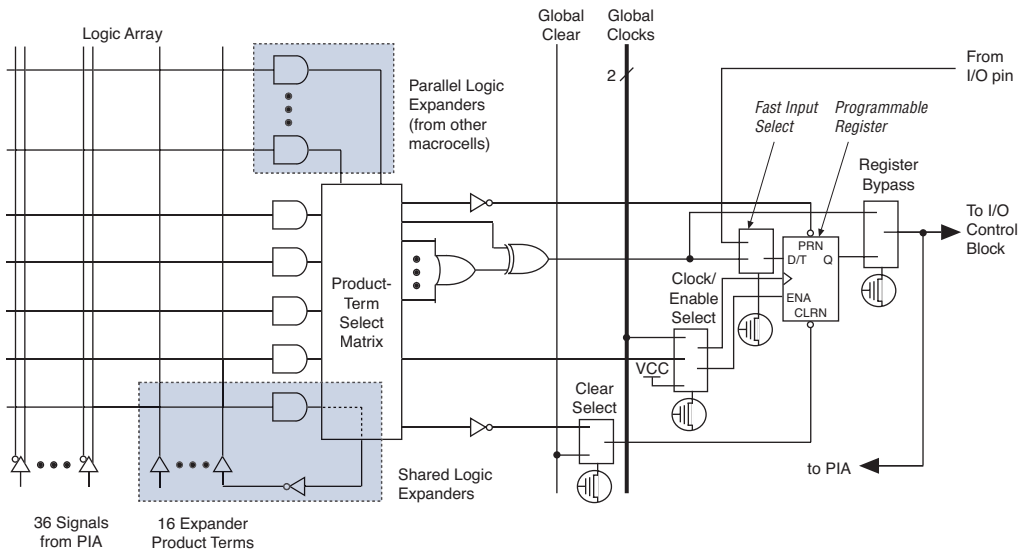 Logic Array
Global
Clear
Global
Clocks
2
From
I/O pin
Parallel Logic
Expanders
(from other
macrocells)
Fast Input
Select
Programmable
Register
Register
Bypass
To I/O
Control
Block
Product-
Term
Select
Matrix
PRN
D/T Q
ENA
CLRN
Clock/
Enable
Select
VCC
Clear
Select
to PIA
Shared Logic
Expanders
36 Signals
from PIA
16 Expander
Product Terms